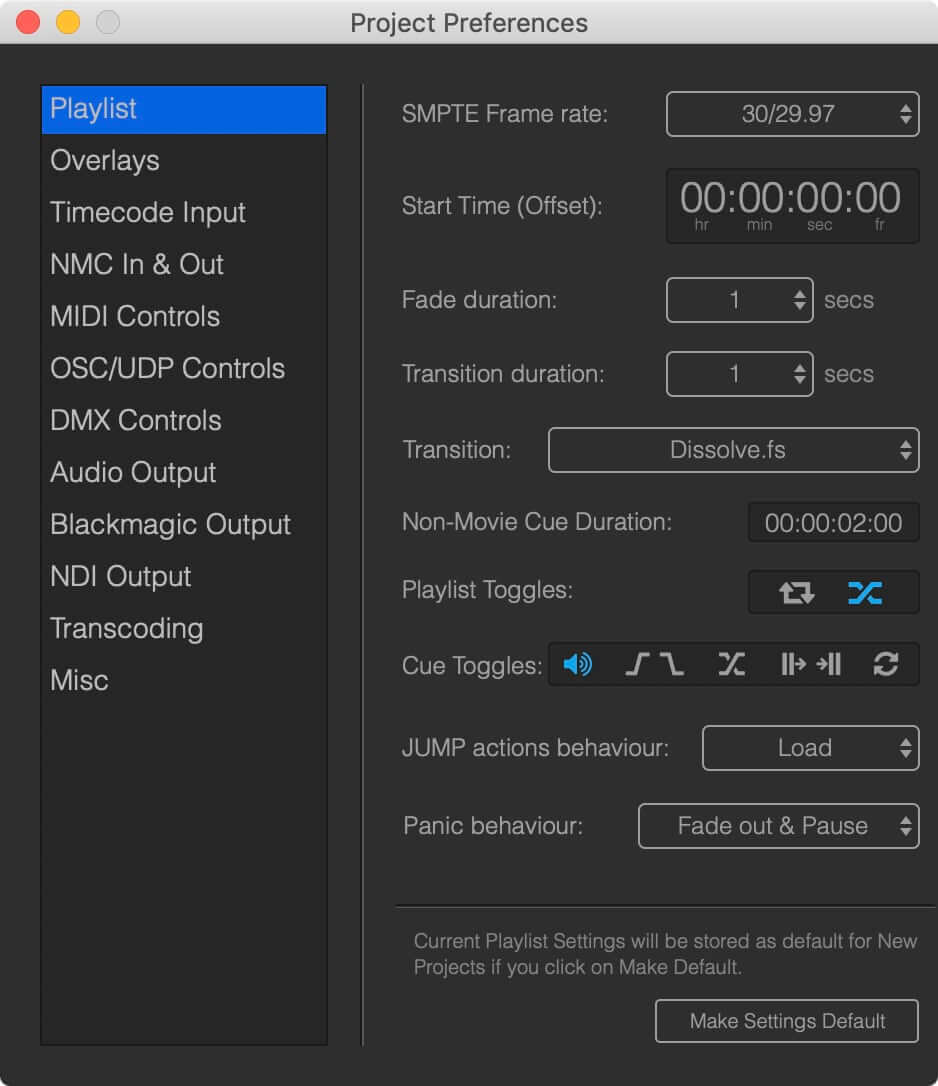 Project Preferences
Playlist
Overlays
Timecode Input
NMC In & Out
MIDI Controls
OSC/UDP Controls
DMX Controls
Audio Output
Blackmagic Output
NDI Output
Transcoding
Misc
SMPTE Frame rate: 30/29.97
Start Time (Offset): 00:00:00:00
hr min sec fr
Fade duration: 1 secs
Transition duration: 1 secs
Transition: Dissolve.fs
Non-Movie Cue Duration: 00:00:02:00
Playlist Toggles:
Cue Toggles:
JUMP actions behaviour: Load
Panic behaviour: Fade out & Pause
Current Playlist Settings will be stored as default for New
Projects if you click on Make Default.
Make Settings Default